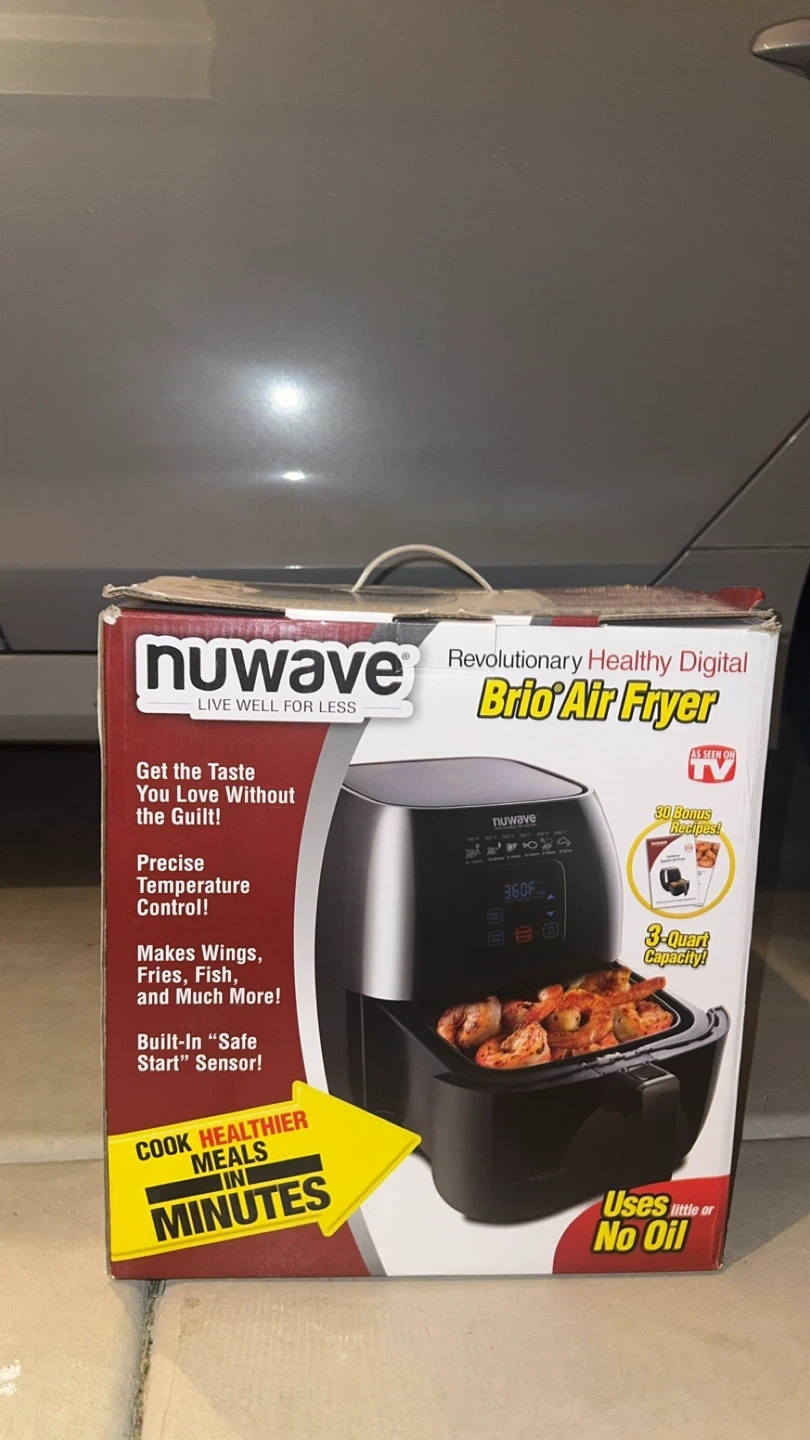 nuwave®
LIVE WELL FOR LESS
Revolutionary Healthy Digital
Brio® Air Fryer
AS SEEN ON
TV
Get the Taste
You Love Without
the Guilt!
Precise
Temperature
Control!
Makes Wings,
Fries, Fish,
and Much More!
Built-In “Safe
Start” Sensor!
COOK HEALTHIER
MEALS
IN
MINUTES
nuwave
360F
30 Bonus
Recipes!
3-Quart
Capacity!
Uses little or
No Oil